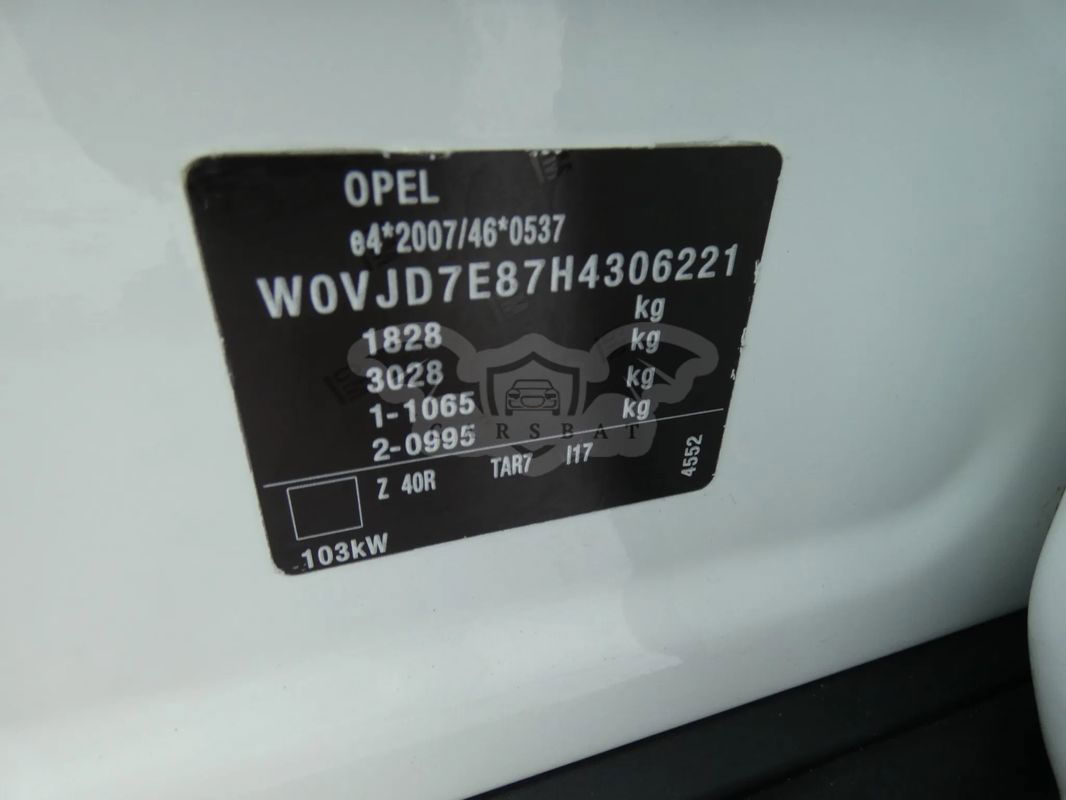 OPEL
e4*2007/46*0537
W0VJD7E87H4306221
1828 kg
3028 kg
1-1065 kg
2-0995 kg
CARSBAT
Z 40R TAR7 I17 4552
103kW